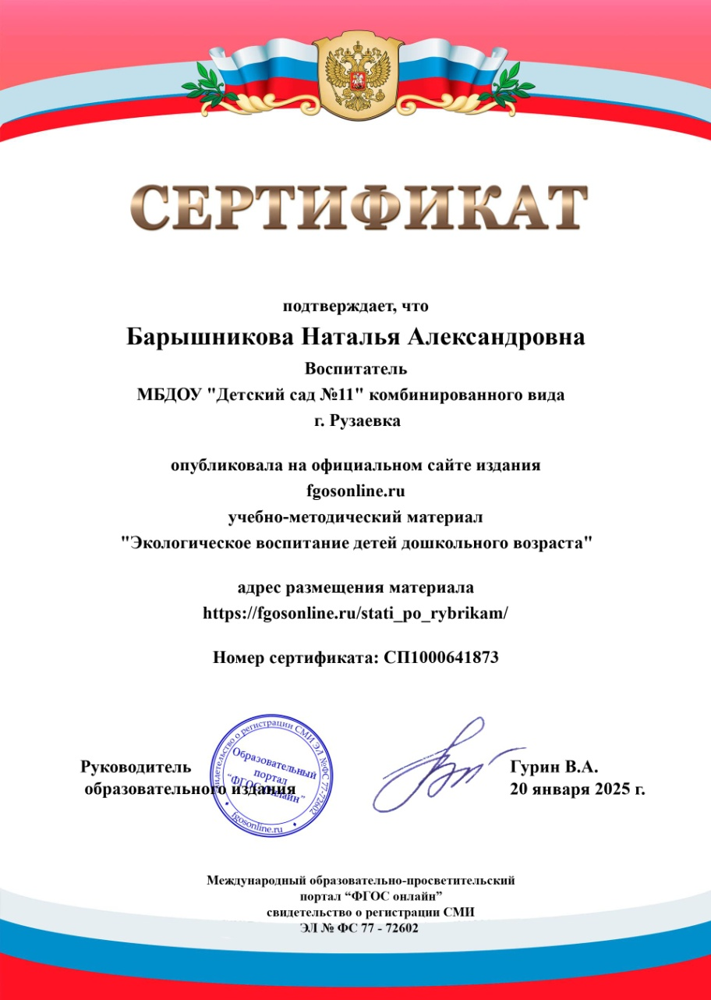 СЕРТИФИКАТ
подтверждает, что
Барышникова Наталья Александровна
Воспитатель
МБДОУ "Детский сад №11" комбинированного вида
г. Рузаевка
опубликовала на официальном сайте издания
fgosonline.ru
учебно-методический материал
"Экологическое воспитание детей дошкольного возраста"
адрес размещения материала
https://fgosonline.ru/stati_po_rybrikam/
Номер сертификата: СП1000641873
Руководитель
образовательного издания
свидетельство о регистрации СМИ ЭЛ №ФС 77-72602
Образовательный
портал
"ФГОС Онлайн"
fgosonline.ru
Гурин В.А.
20 января 2025 г.
Международный образовательно-просветительский
портал “ФГОС онлайн”
свидетельство о регистрации СМИ
ЭЛ № ФС 77 - 72602